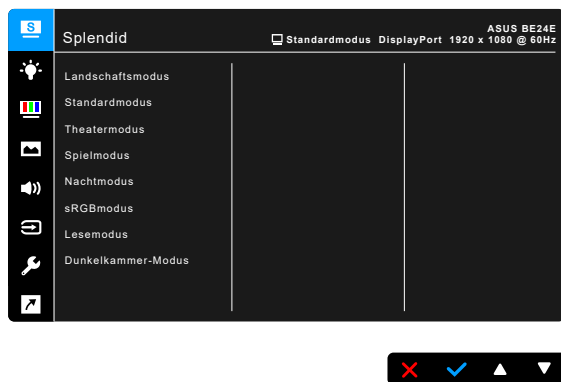 S
ASUS BE24E
Splendid
Standardmodus DisplayPort 1920 x 1080 @ 60Hz
Landschaftsmodus
Standardmodus
Theatermodus
Spielmodus
Nachtmodus
sRGBmodus
Lesemodus
Dunkelkammer-Modus